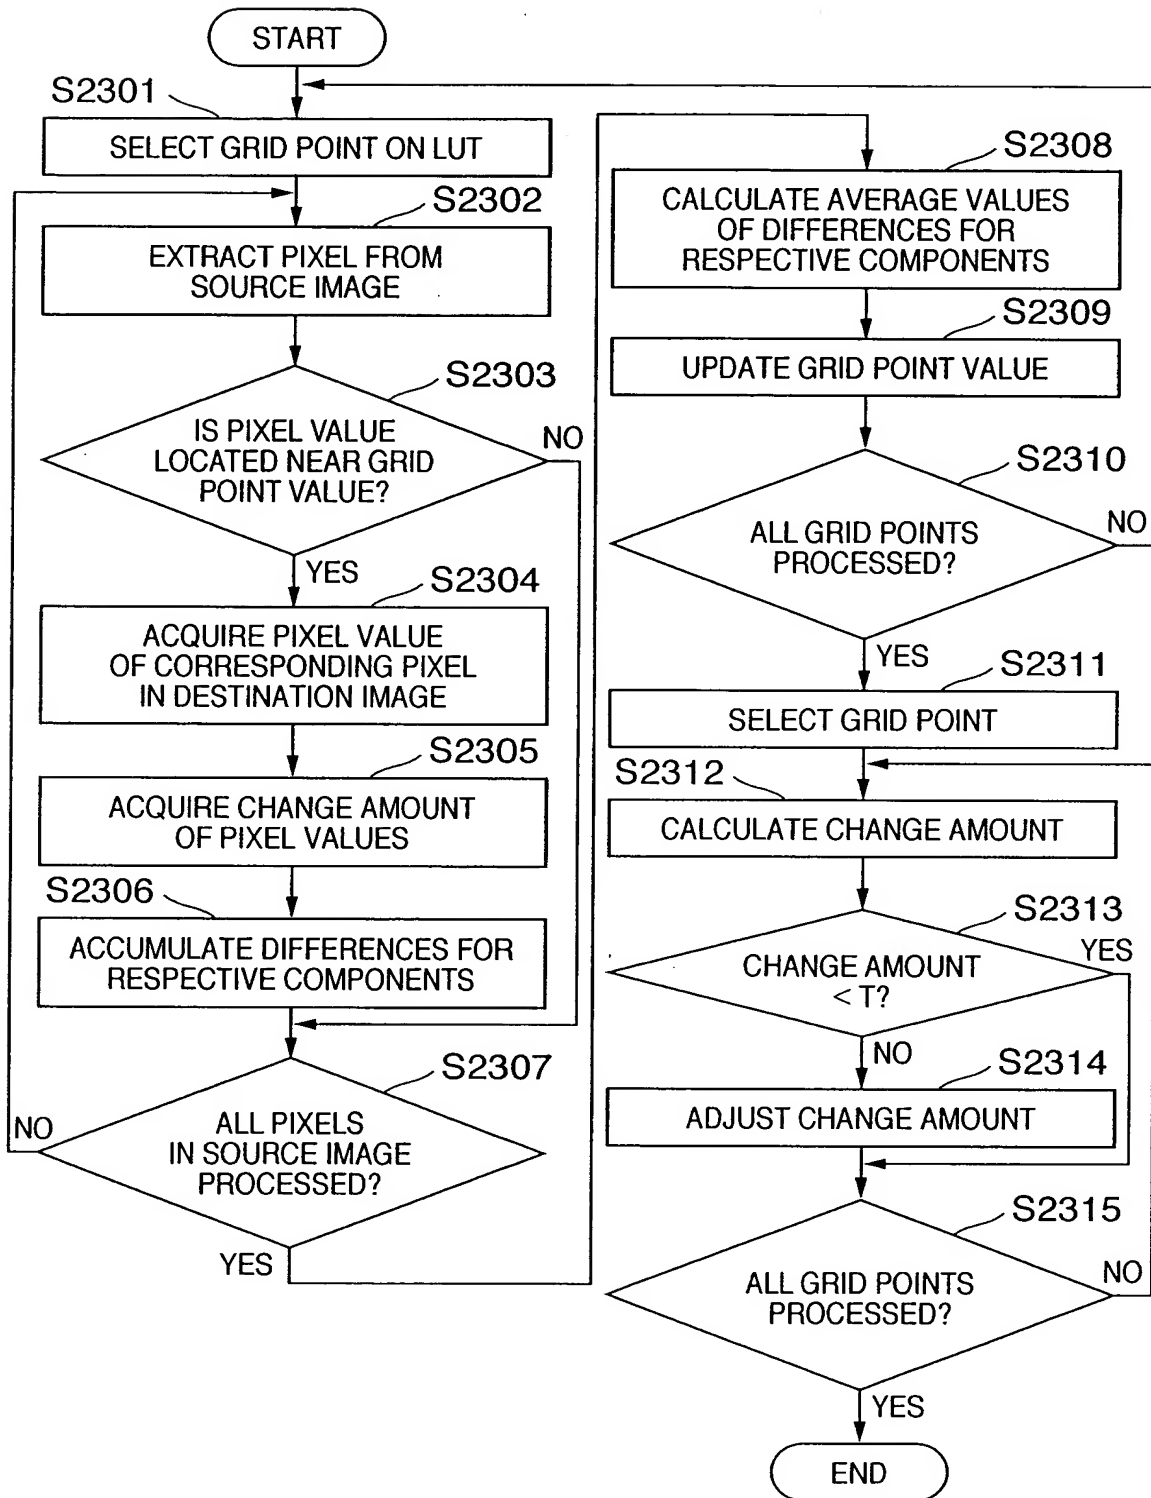 START
S2301
SELECT GRID POINT ON LUT
S2302
EXTRACT PIXEL FROM
SOURCE IMAGE
S2303
IS PIXEL VALUE
LOCATED NEAR GRID
POINT VALUE?
NO
YES
S2304
ACQUIRE PIXEL VALUE
OF CORRESPONDING PIXEL
IN DESTINATION IMAGE
S2305
ACQUIRE CHANGE AMOUNT
OF PIXEL VALUES
S2306
ACCUMULATE DIFFERENCES FOR
RESPECTIVE COMPONENTS
S2307
ALL PIXELS
IN SOURCE IMAGE
PROCESSED?
NO
YES
S2308
CALCULATE AVERAGE VALUES
OF DIFFERENCES FOR
RESPECTIVE COMPONENTS
S2309
UPDATE GRID POINT VALUE
S2310
ALL GRID POINTS
PROCESSED?
NO
YES
S2311
SELECT GRID POINT
S2312
CALCULATE CHANGE AMOUNT
S2313
CHANGE AMOUNT
< T?
YES
NO
S2314
ADJUST CHANGE AMOUNT
S2315
ALL GRID POINTS
PROCESSED?
NO
YES
END